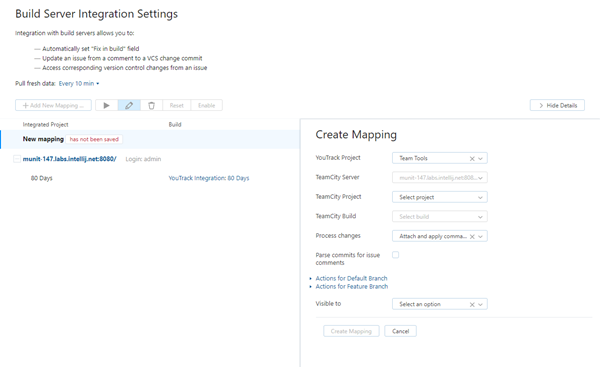 Build Server Integration Settings
Integration with build servers allows you to:
— Automatically set "Fix in build" field
— Update an issue from a comment to a VCS change commit
— Access corresponding version control changes from an issue
Pull fresh data: Every 10 min
+ Add New Mapping ...
Reset
Enable
> Hide Details
Integrated Project
Build
New mapping has not been saved
munit-147.labs.intellij.net:8080/ Login: admin
80 Days
YouTrack Integration: 80 Days
Create Mapping
YouTrack Project
Team Tools
TeamCity Server
munit-147.labs.intellij.net:808...
TeamCity Project
Select project
TeamCity Build
Select build
Process changes
Attach and apply comma...
Parse commits for issue
comments
Actions for Default Branch
Actions for Feature Branch
Visible to
Select an option
Create Mapping
Cancel